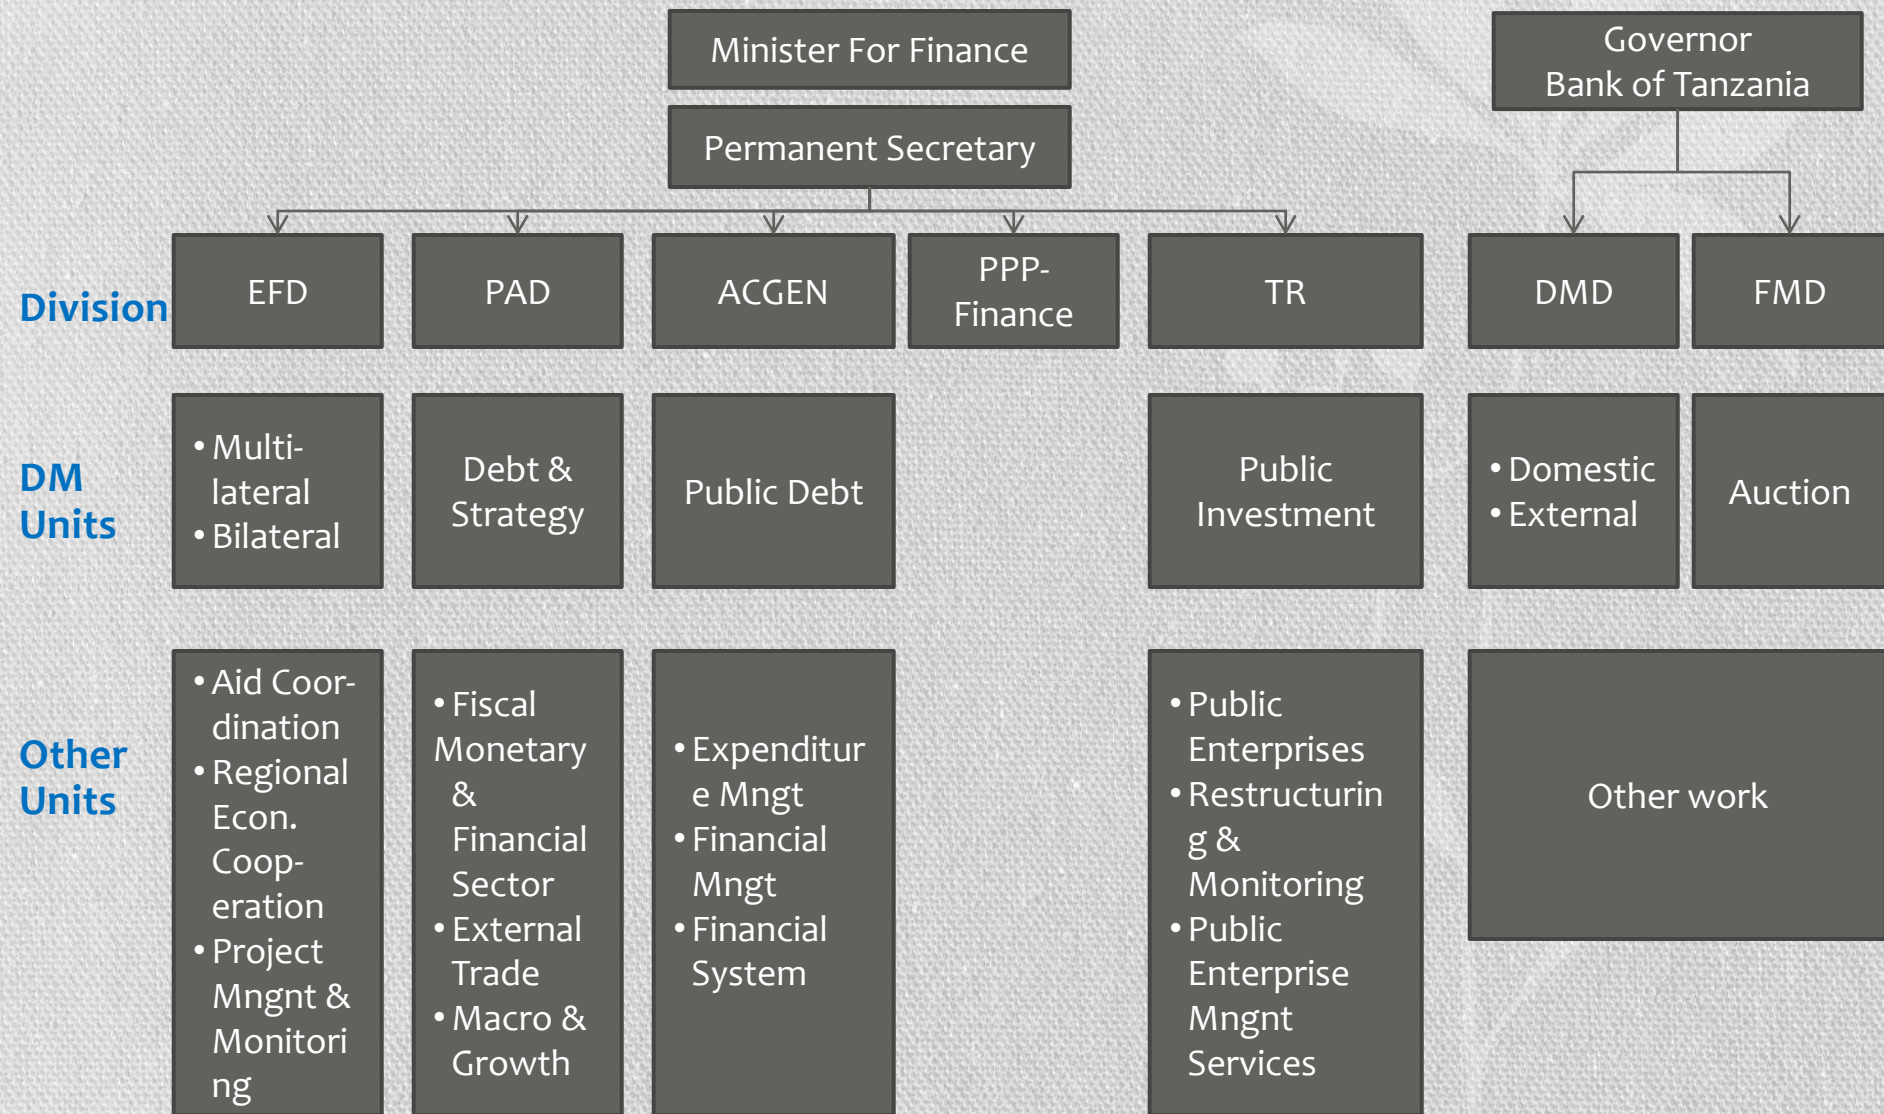 Minister For Finance
Governor
Bank of Tanzania
Permanent Secretary
Division
EFD
PAD
ACGEN
PPP-
Finance
TR
DMD
FMD
DM
Units
• Multi-
lateral
• Bilateral
Debt &
Strategy
Public Debt
Public
Investment
• Domestic
• External
Auction
Other
Units
• Aid Coor-
dination
• Regional
Econ.
Coop-
eration
• Project
Mngnt &
Monitori
ng
• Fiscal
Monetary
&
Financial
Sector
• External
Trade
• Macro &
Growth
• Expenditur
e Mngt
• Financial
Mngt
• Financial
System
• Public
Enterprises
• Restructurin
g &
Monitoring
• Public
Enterprise
Mngnt
Services
Other work